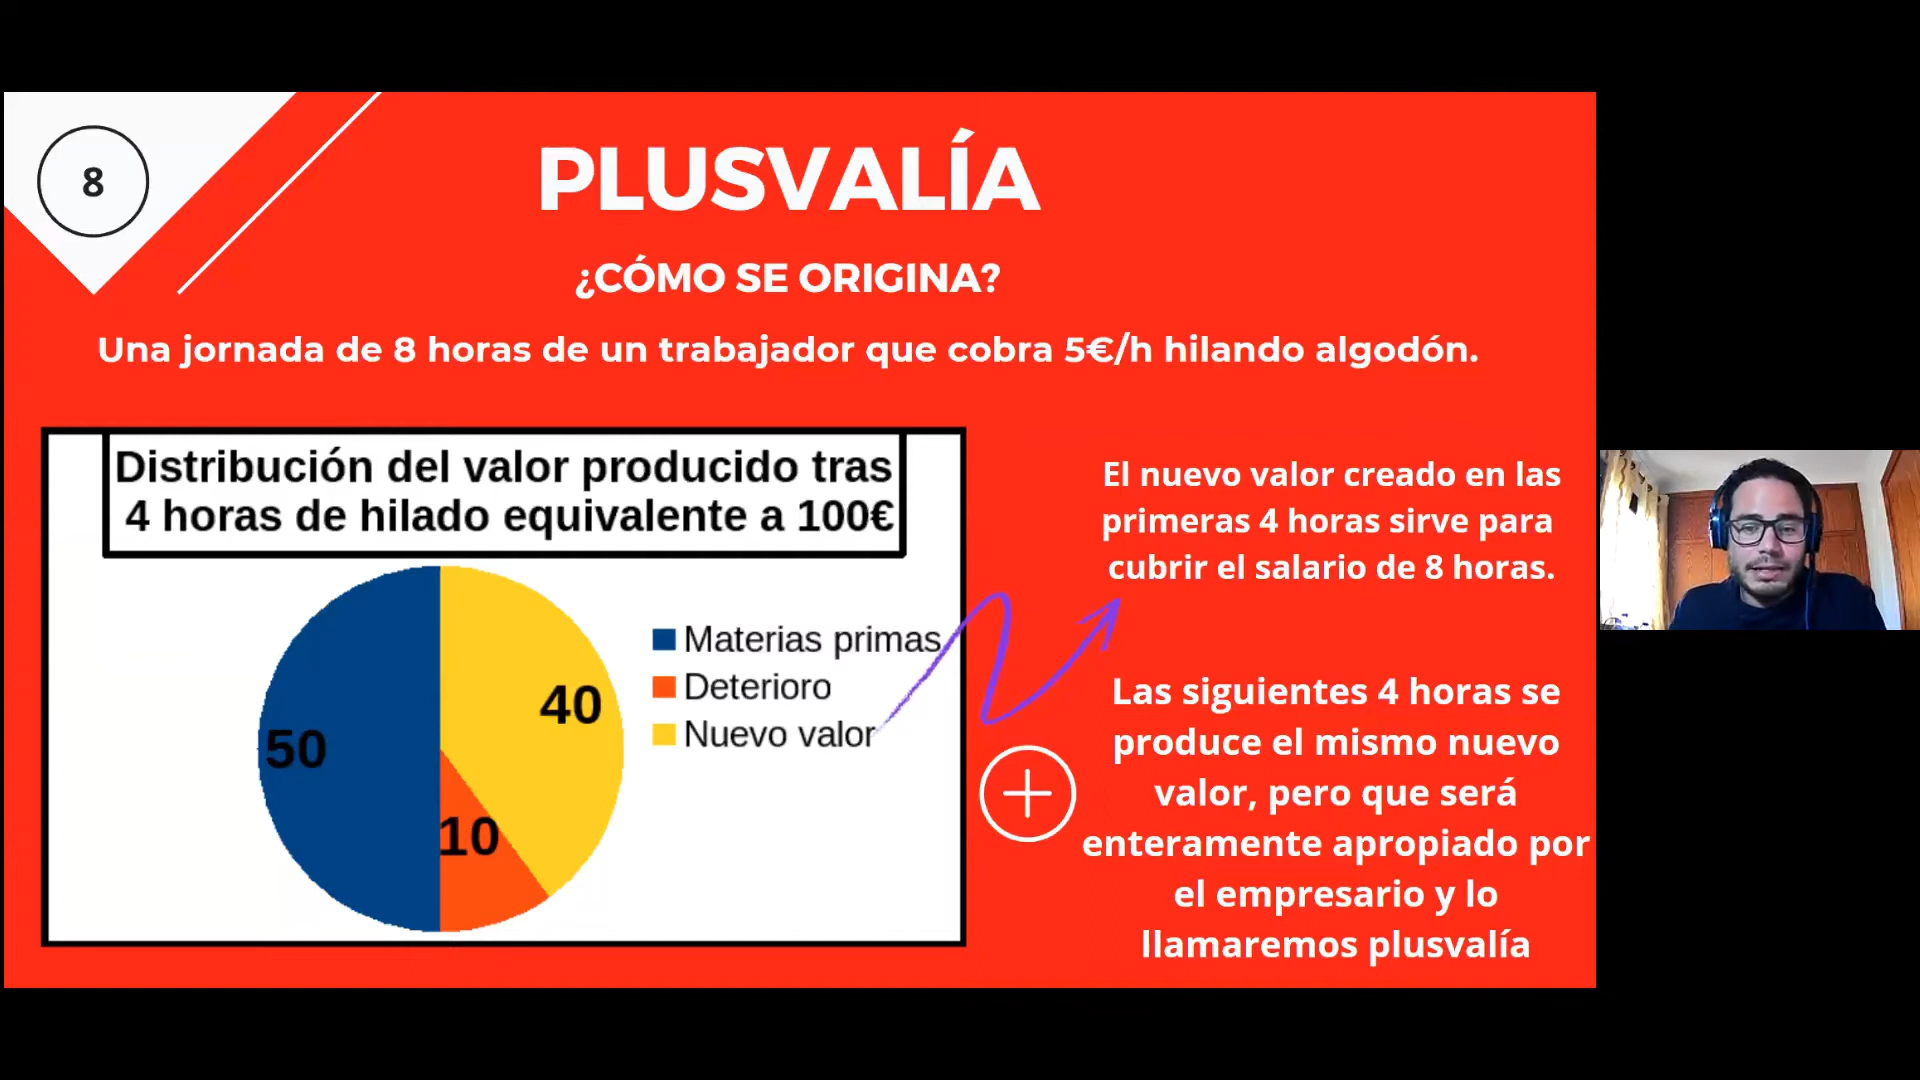 8
PLUSVALÍA
¿CÓMO SE ORIGINA?
Una jornada de 8 horas de un trabajador que cobra 5€/h hilando algodón.
Distribución del valor producido tras
4 horas de hilado equivalente a 100€
50
40
10
Materias primas
Deterioro
Nuevo valor
El nuevo valor creado en las
primeras 4 horas sirve para
cubrir el salario de 8 horas.
Las siguientes 4 horas se
produce el mismo nuevo
valor, pero que será
enteramente apropiado por
el empresario y lo
llamaremos plusvalía